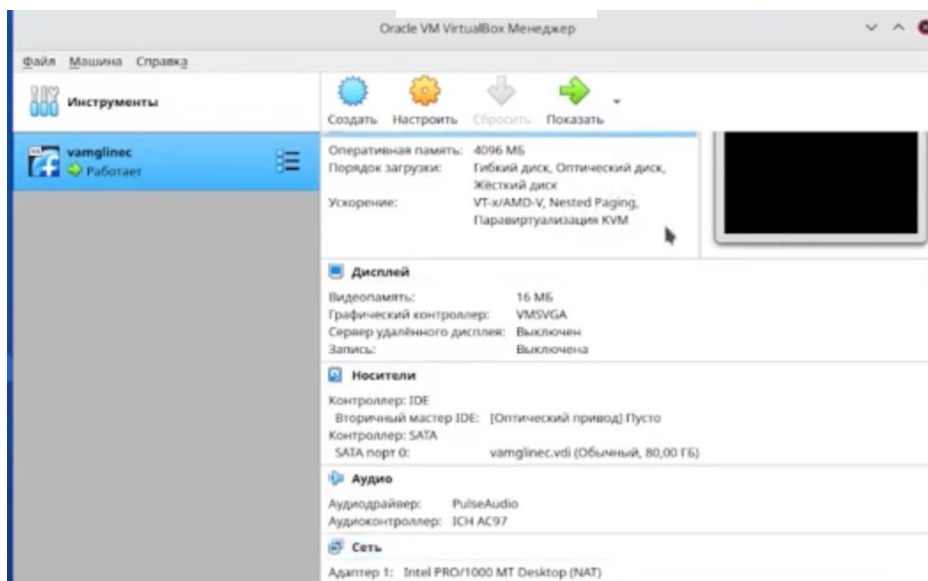 Oracle VM VirtualBox Менеджер
Файл Машина Справка
Инструменты
Создать Настроить Сбросить Показать
vamglinec
Работает
Оперативная память: 4096 МБ
Порядок загрузки: Гибкий диск, Оптический диск,
Жёсткий диск
Ускорение: VT-x/AMD-V, Nested Paging,
Паравиртуализация KVM
Дисплей
Видеопамять: 16 МБ
Графический контроллер: VMSVGA
Сервер удалённого дисплея: Выключен
Запись: Выключена
Носители
Контроллер: IDE
Вторичный мастер IDE: [Оптический привод] Пусто
Контроллер: SATA
SATA порт 0: vamglinec.vdi (Обычный, 80,00 ГБ)
Аудио
Аудиодрайвер: PulseAudio
Аудиоконтроллер: ICH AC97
Сеть
Адаптер 1: Intel PRO/1000 MT Desktop (NAT)